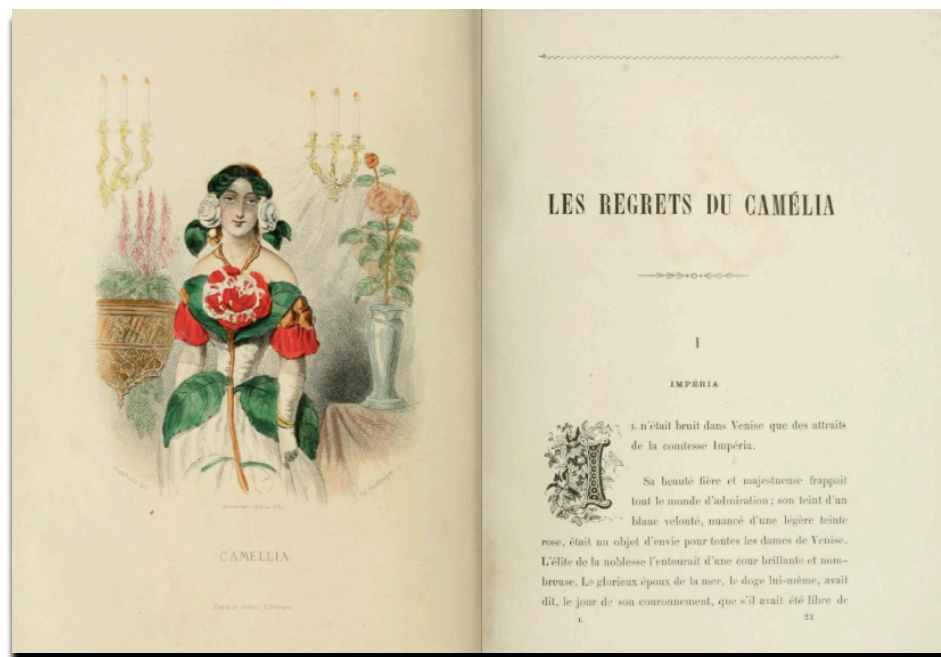 CAMELLIA
LES REGRETS DU CAMÉLIA
I
IMPÉRIA
IL n'était bruit dans Venise que des attraits
de la comtesse Impéria.
Sa beauté fière et majestueuse frappait
tout le monde d'admiration ; son teint d'un
blanc velouté, nuancé d'une légère teinte
rose, était un objet d'envie pour toutes les dames de Venise.
L'élite de la noblesse l'entourait d'une cour brillante et nom-
breuse. Le glorieux époux de la mer, le doge lui-même, avait
dit, le jour de son couronnement, que s'il avait été libre de
I. 23